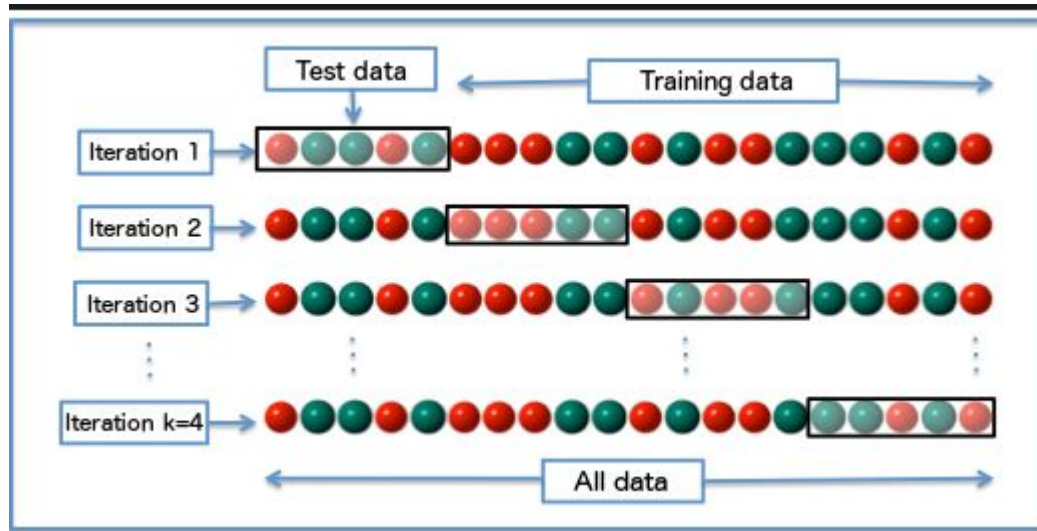 Test data
Training data
Iteration 1
Iteration 2
Iteration 3
Iteration k=4
All data